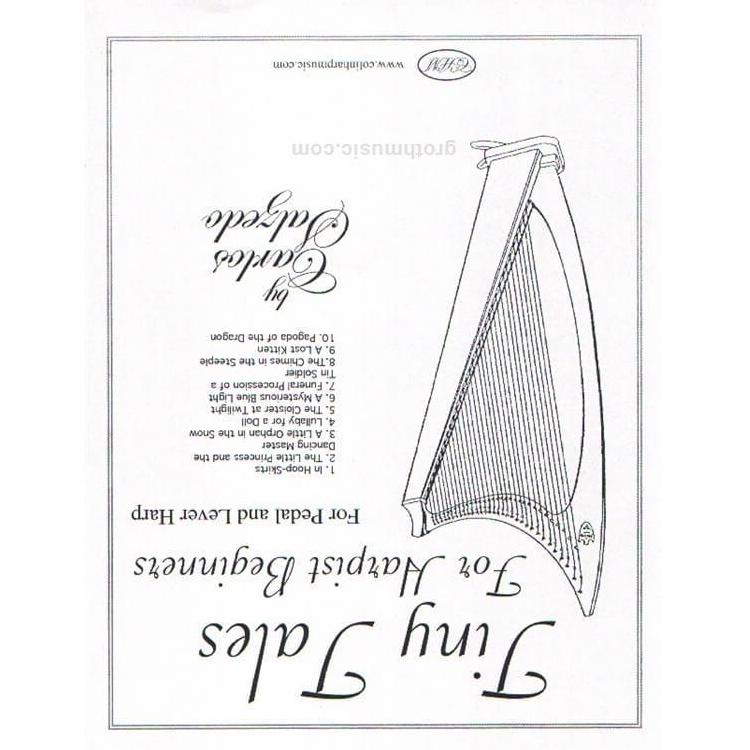 Tiny Tales
For Harpist Beginners
For Pedal and Lever Harp
1. In Hoop-Skirts
2. The Little Princess and the
Dancing Master
3. A Little Orphan in the Snow
4. Lullaby for a Doll
5. The Cloister at Twilight
6. A Mysterious Blue Light
7. Funeral Procession of a
Tin Soldier
8.The Chimes in the Steeple
9. A Lost Kitten
10. Pagoda of the Dragon
by
Carlos
Salzedo
grothmusic.com
CHM www.colinharpmusic.com